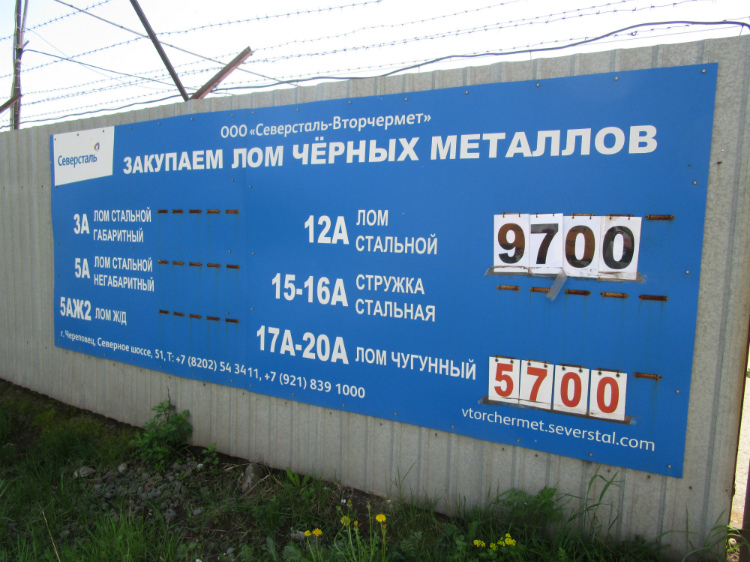 Северсталь
ООО «Северсталь-Вторчермет»
ЗАКУПАЕМ ЛОМ ЧЁРНЫХ МЕТАЛЛОВ
3А ЛОМ СТАЛЬНОЙ
ГАБАРИТНЫЙ
5А ЛОМ СТАЛЬНОЙ
НЕГАБАРИТНЫЙ
5АЖ2 ЛОМ Ж/Д
12А ЛОМ
СТАЛЬНОЙ
9700
15-16А СТРУЖКА
СТАЛЬНАЯ
17А-20А ЛОМ ЧУГУННЫЙ
5700
г. Череповец, Северное шоссе, 51, Т: +7 (8202) 54 34 11, +7 (921) 839 1000
vtorchermet.severstal.com